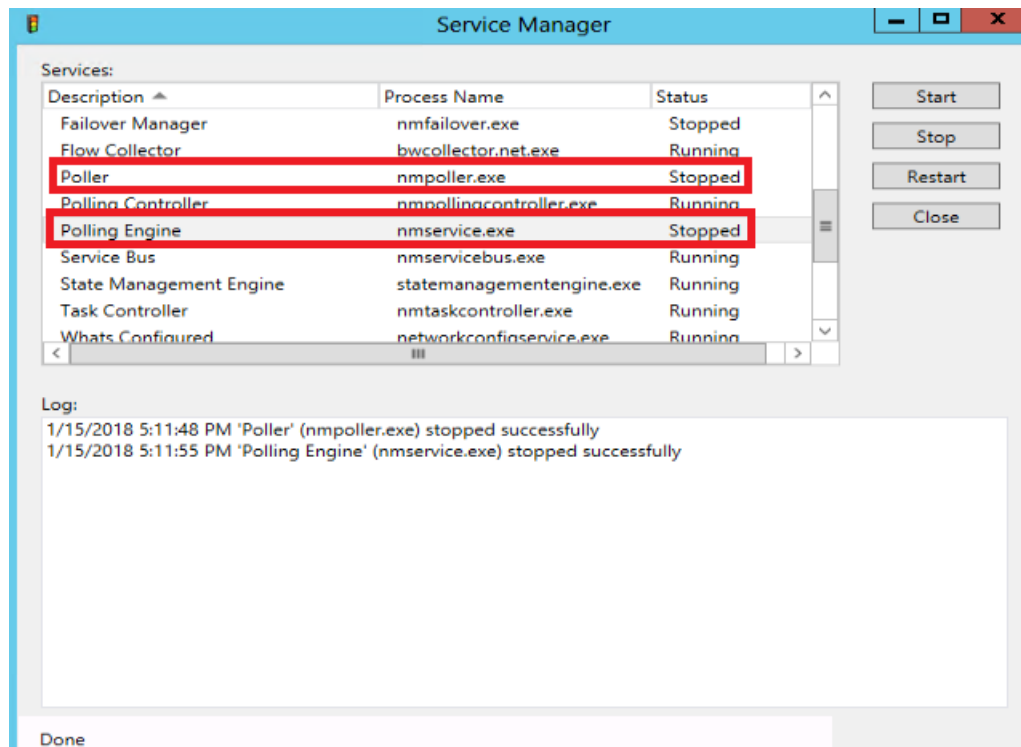 Service Manager
Services:
Description Process Name Status
Failover Manager nmfailover.exe Stopped
Flow Collector bwcollector.net.exe Running
Poller nmpoller.exe Stopped
Polling Controller nmpollingcontroller.exe Running
Polling Engine nmservice.exe Stopped
Service Bus nmservicebus.exe Running
State Management Engine statemanagementengine.exe Running
Task Controller nmtaskcontroller.exe Running
Whats Configured networkconfigservice.exe Running
Start
Stop
Restart
Close
Log:
1/15/2018 5:11:48 PM 'Poller' (nmpoller.exe) stopped successfully
1/15/2018 5:11:55 PM 'Polling Engine' (nmservice.exe) stopped successfully
Done